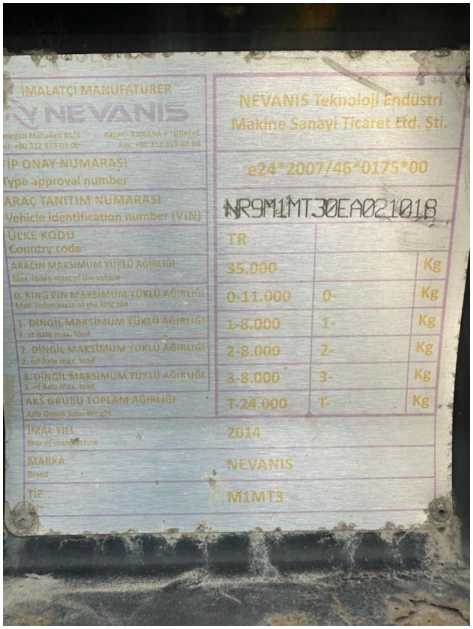 İMALATÇI MANUFATURER
NEVANIS
NEVANIS Teknoloji Endüstri
Makine Sanayi Ticaret Ltd. Sti.
TİP ONAY NUMARASI
Type approval number
e24*2007/46*0175*00
ARAÇ TANITIM NUMARASI
Vehicle identification number (VIN)
NR9M1MT30EA021018
ÜLKE KODU
Country code
TR
ARACIN MAKSİMUM YÜKLÜ AĞIRLIĞI
35.000 Kg
0. KING PIN MAKSİMUM YÜKLÜ AĞIRLIĞI
0-11.000 0- Kg
1. DİNGİL MAKSİMUM YÜKLÜ AĞIRLIĞI
1-8.000 1- Kg
2. DİNGİL MAKSİMUM YÜKLÜ AĞIRLIĞI
2-8.000 2- Kg
3. DİNGİL MAKSİMUM YÜKLÜ AĞIRLIĞI
3-8.000 3- Kg
AKS GRUBU TOPLAM AĞIRLIĞI
T-24.000 T- Kg
İMAL YILI
2014
MARKA
Brand
NEVANIS
TİP
M1MT3